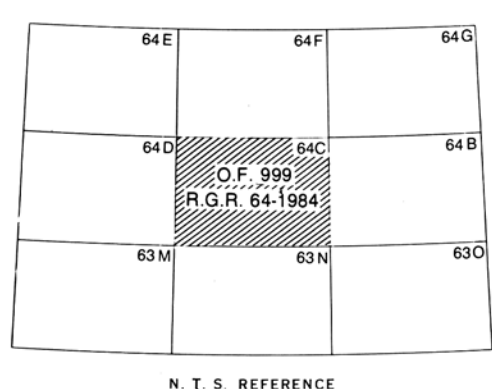 64E 64F 64G
64D 64C 64B
O.F. 999
R.G.R. 64-1984
63M 63N 63O
N. T. S. REFERENCE